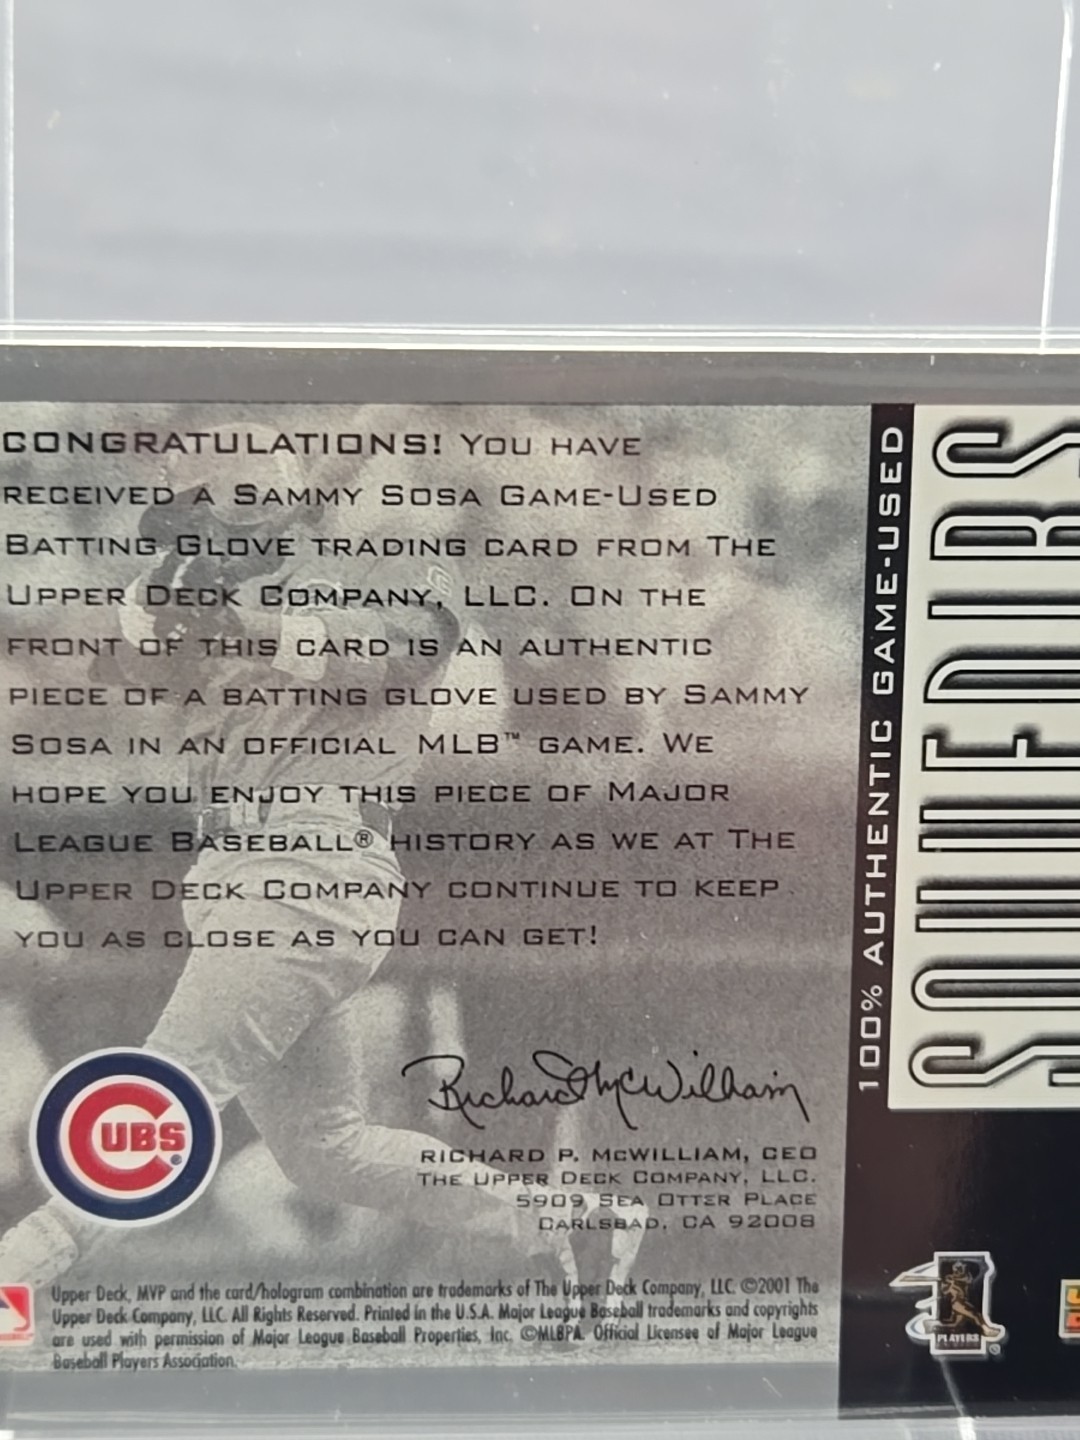 CONGRATULATIONS! YOU HAVE
RECEIVED A SAMMY SOSA GAME-USED
BATTING GLOVE TRADING CARD FROM THE
UPPER DECK COMPANY, LLC. ON THE
FRONT OF THIS CARD IS AN AUTHENTIC
PIECE OF A BATTING GLOVE USED BY SAMMY
SOSA IN AN OFFICIAL MLB™ GAME. WE
HOPE YOU ENJOY THIS PIECE OF MAJOR
LEAGUE BASEBALL® HISTORY AS WE AT THE
UPPER DECK COMPANY CONTINUE TO KEEP
YOU AS CLOSE AS YOU CAN GET!
CUBS
Richard McWilliam
RICHARD P. MCWILLIAM, CEO
THE UPPER DECK COMPANY, LLC.
5909 SEA OTTER PLACE
CARLSBAD, CA 92008
Upper Deck, MVP and the card/hologram combination are trademarks of The Upper Deck Company, LLC. ©2001 The
Upper Deck Company, LLC. All Rights Reserved. Printed in the U.S.A. Major League Baseball trademarks and copyrights
are used with permission of Major League Baseball Properties, Inc. ©MLBPA. Official Licensee of Major League
Baseball Players Association.
100% AUTHENTIC GAME-USED
PLAYERS